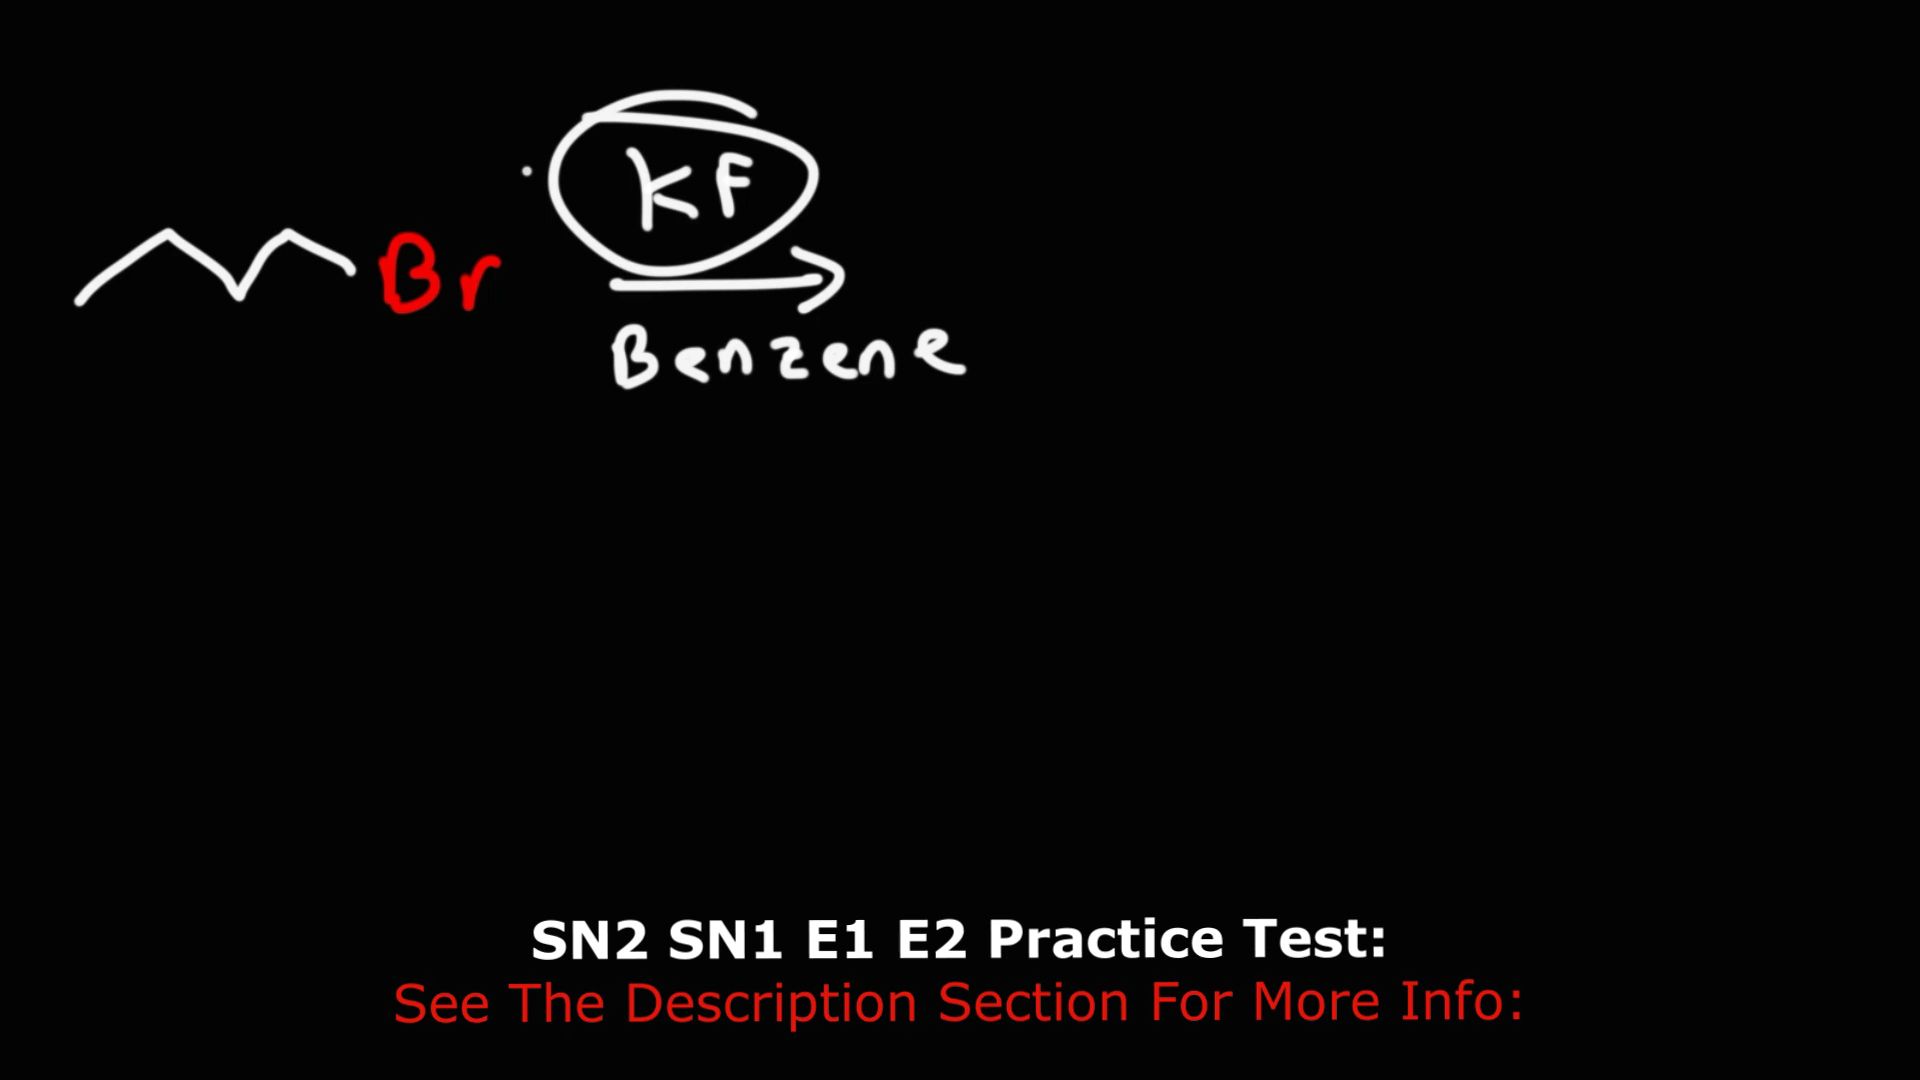 KF
Br
Benzene
SN2 SN1 E1 E2 Practice Test:
See The Description Section For More Info: